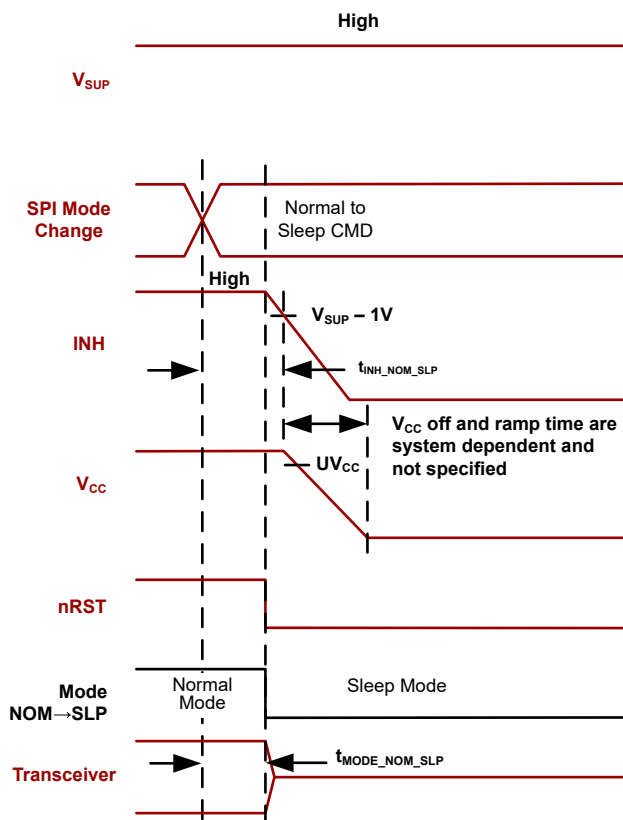 High
VSUP
SPI Mode
Change
Normal to
Sleep CMD
High
INH
VSUP – 1V
tINH_NOM_SLP
VCC off and ramp time are
system dependent and
not specified
VCC
UVCC
nRST
Mode
NOM→SLP
Normal
Mode
Sleep Mode
Transceiver
tMODE_NOM_SLP